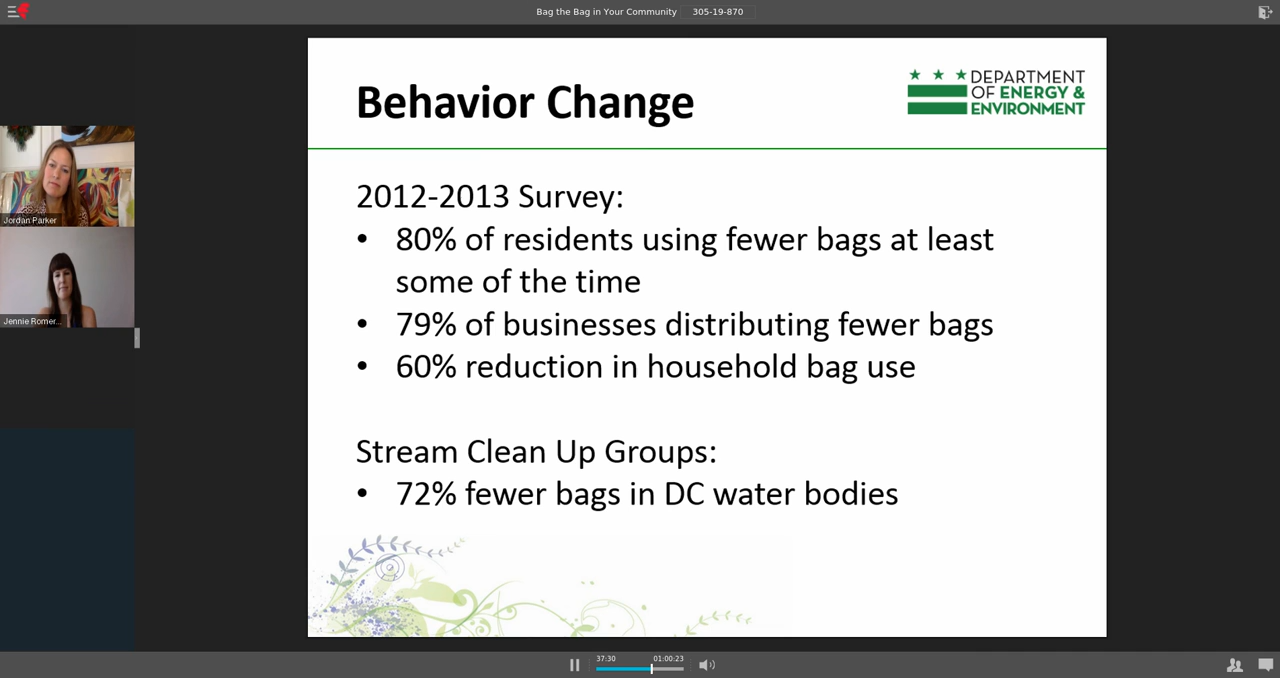 Bag the Bag in Your Community 305-19-870
Behavior Change
DEPARTMENT
OF ENERGY &
ENVIRONMENT
Jordan Parker
Jennie Romer...
2012-2013 Survey:
• 80% of residents using fewer bags at least
some of the time
• 79% of businesses distributing fewer bags
• 60% reduction in household bag use
Stream Clean Up Groups:
• 72% fewer bags in DC water bodies
37:30 01:00:23